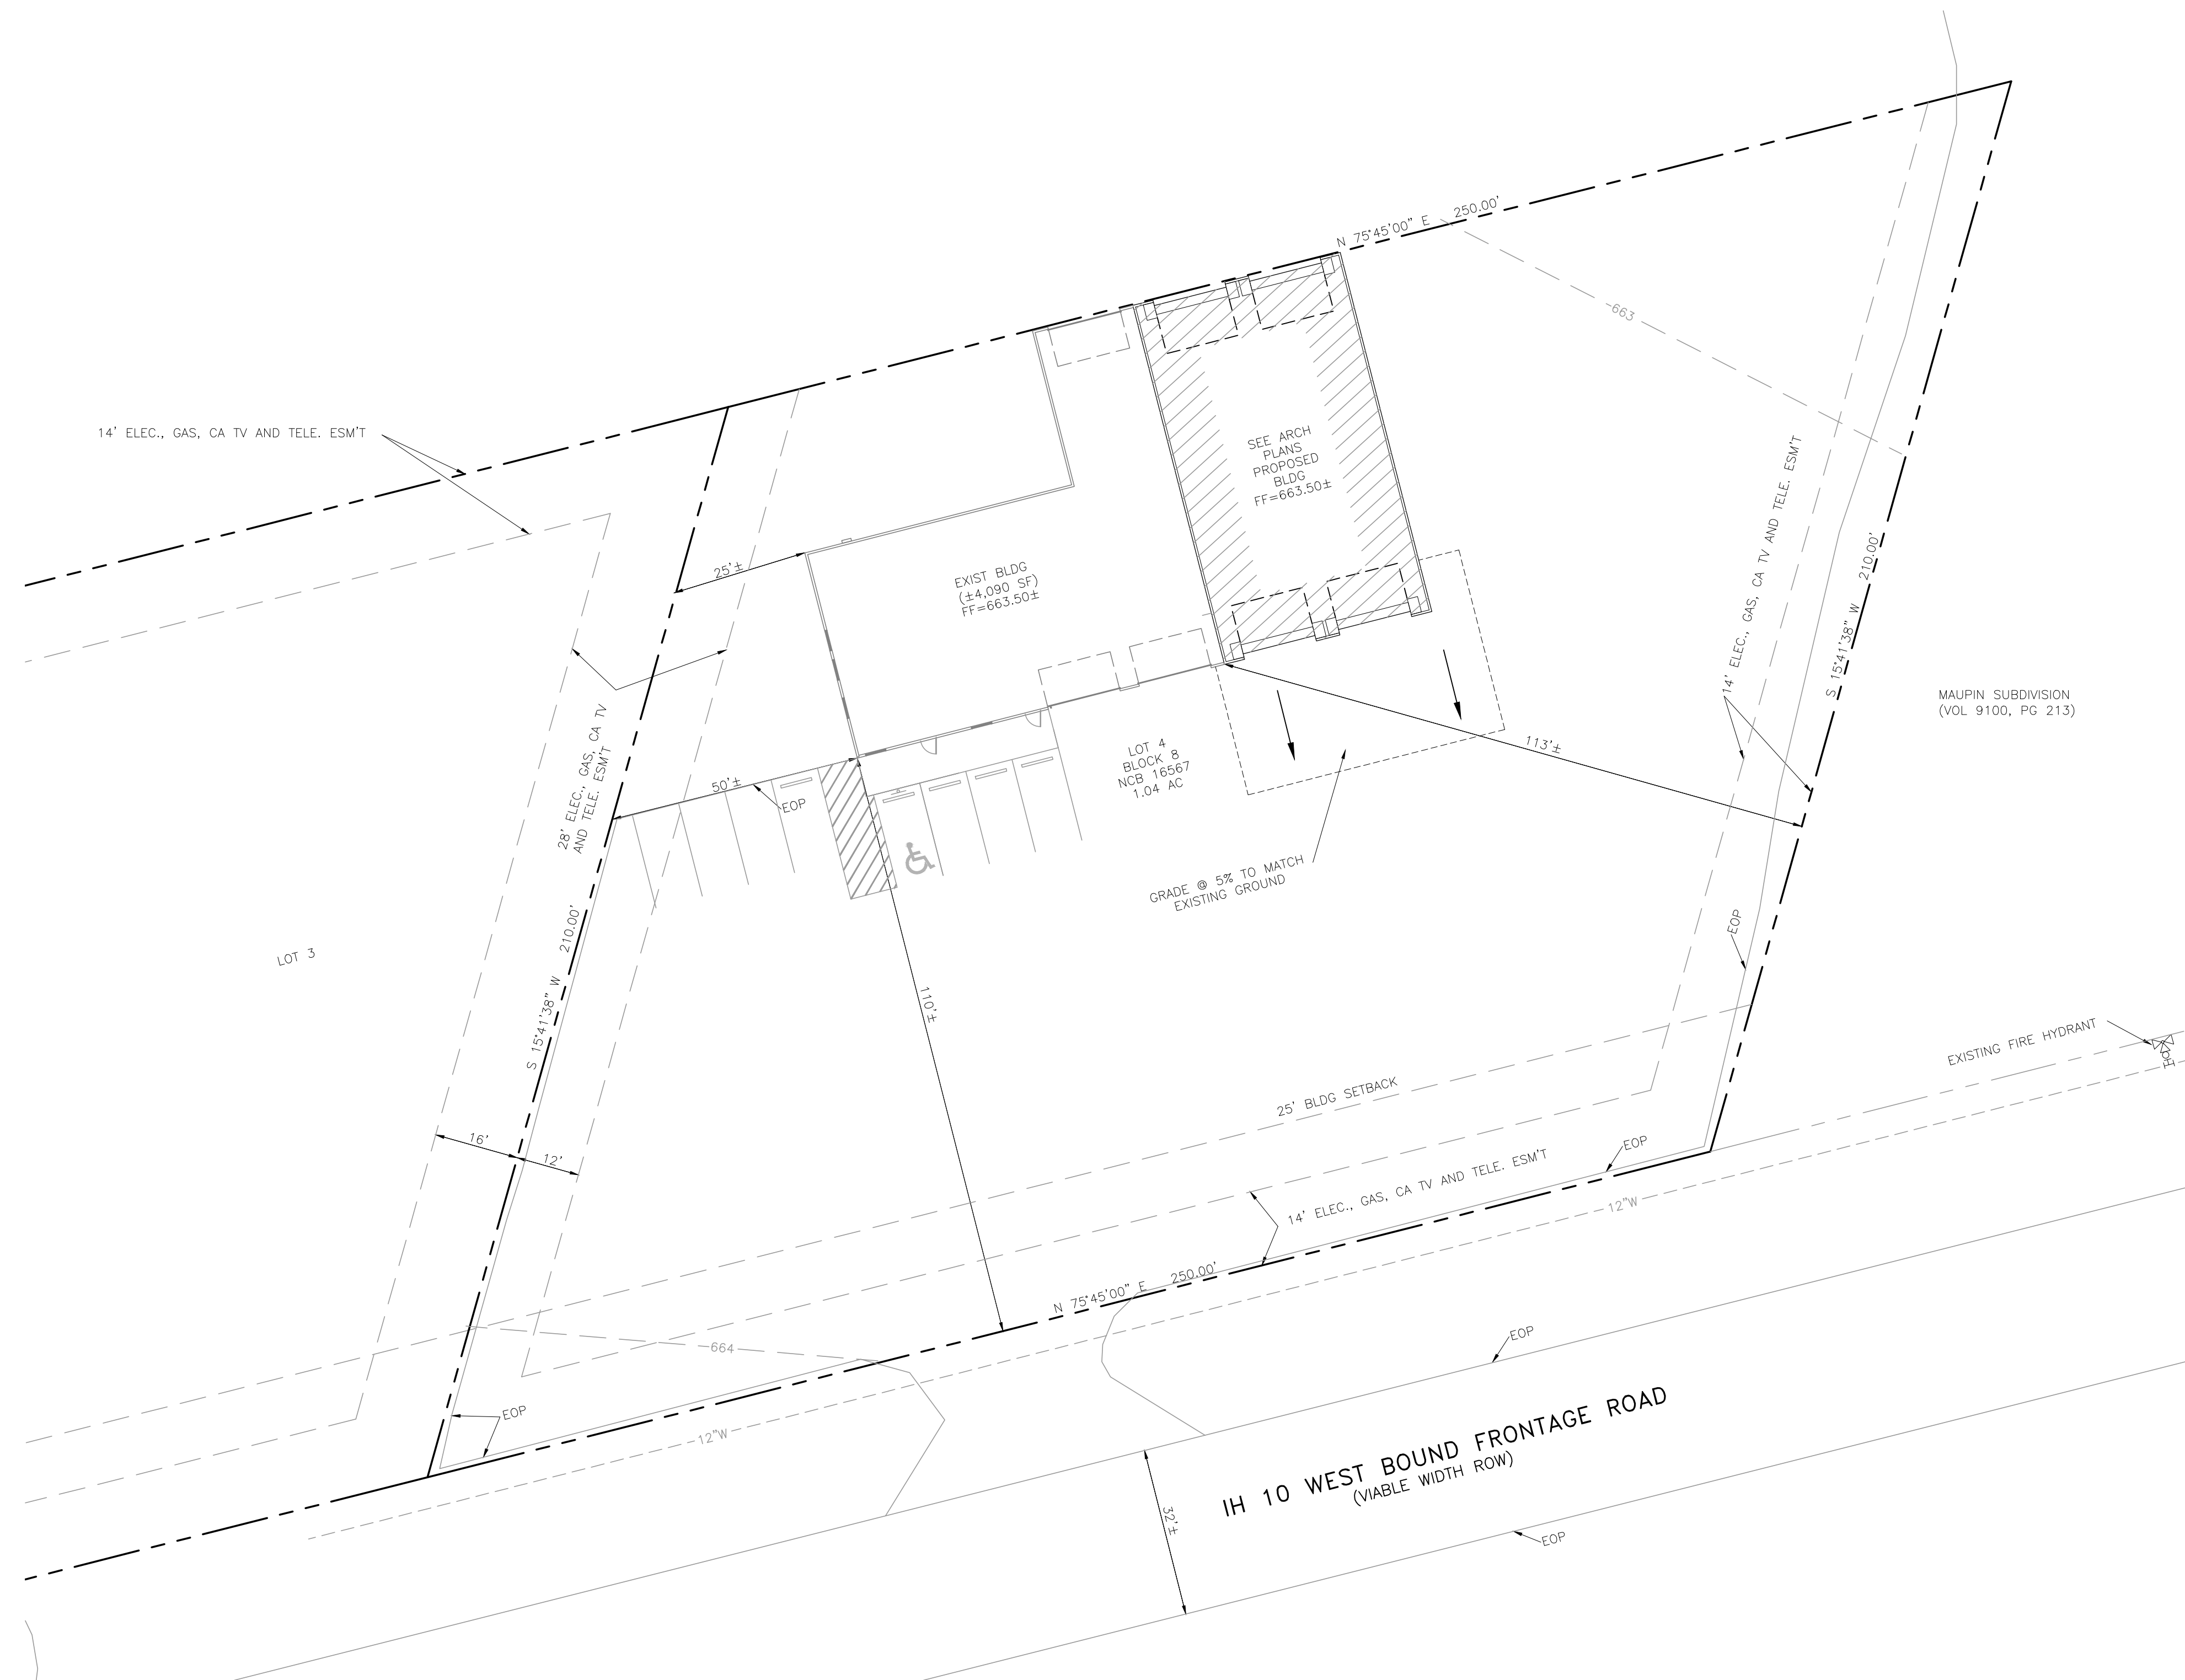 N 75°45'00" E 250.00'
663
14' ELEC., GAS, CA TV AND TELE. ESM'T
SEE ARCH
PLANS
PROPOSED
BLDG
FF=663.50±
25'±
EXIST BLDG
(±4,090 SF)
FF=663.50±
14' ELEC., GAS, CA TV AND TELE. ESM'T
S 15°41'38" W 210.00'
MAUPIN SUBDIVISION
(VOL 9100, PG 213)
28' ELEC., GAS, CA TV
AND TELE. ESM'T
50'±
EOP
LOT 4
BLOCK 8
NCB 16567
1.04 AC
113'±
GRADE @ 5% TO MATCH
EXISTING GROUND
LOT 3
S 15°41'38" W 210.00'
110'±
EOP
EXISTING FIRE HYDRANT
FH
25' BLDG SETBACK
16'
12'
EOP
14' ELEC., GAS, CA TV AND TELE. ESM'T
12"W
N 75°45'00" E 250.00'
664
EOP
EOP
12"W
IH 10 WEST BOUND FRONTAGE ROAD
(VIABLE WIDTH ROW)
32'±
EOP